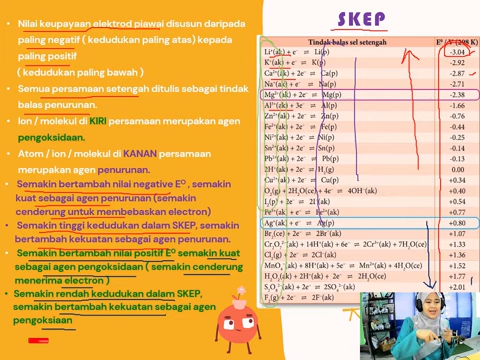 • Nilai keupayaan elektrod piawai disusun daripada
paling negatif ( kedudukan paling atas) kepada
paling positif
( kedudukan paling bawah )
• Semua persamaan setengah ditulis sebagai tindak
balas penurunan.
• Ion / molekul di KIRI persamaan merupakan agen
pengoksidaan.
• Atom / ion / molekul di KANAN persamaan
merupakan agen penurunan.
• Semakin bertambah nilai negative E⁰ , semakin
kuat sebagai agen penurunan (semakin
cenderung untuk membebaskan electron)
• Semakin tinggi kedudukan dalam SKEP, semakin
bertambah kekuatan sebagai agen penurunan.
• Semakin bertambah nilai positif E⁰ semakin kuat
sebagai agen pengoksidaan ( semakin cenderung
menerima electron )
• Semakin rendah kedudukan dalam SKEP,
semakin bertambah kekuatan sebagai agen
pengoksiaan
SKEP
Tindak balas sel setengah E⁰ / V (298 K)
Li⁺(ak) + e⁻ ⇌ Li(p) -3.04
K⁺(ak) + e⁻ ⇌ K(p) -2.92
Ca²⁺(ak) + 2e⁻ ⇌ Ca(p) -2.87
Na⁺(ak) + e⁻ ⇌ Na(p) -2.71
Mg²⁺(ak) + 2e⁻ ⇌ Mg(p) -2.38
Al³⁺(ak) + 3e⁻ ⇌ Al(p) -1.66
Zn²⁺(ak) + 2e⁻ ⇌ Zn(p) -0.76
Fe²⁺(ak) + 2e⁻ ⇌ Fe(p) -0.44
Ni²⁺(ak) + 2e⁻ ⇌ Ni(p) -0.25
Sn²⁺(ak) + 2e⁻ ⇌ Sn(p) -0.14
Pb²⁺(ak) + 2e⁻ ⇌ Pb(p) -0.13
2H⁺(ak) + 2e⁻ ⇌ H₂(g) 0.00
Cu²⁺(ak) + 2e⁻ ⇌ Cu(p) +0.34
O₂(g) + 2H₂O(ce) + 4e⁻ ⇌ 4OH⁻(ak) +0.40
I₂(p) + 2e⁻ ⇌ 2I⁻(ak) +0.54
Fe³⁺(ak) + e⁻ ⇌ Fe²⁺(ak) +0.77
Ag⁺(ak) + e⁻ ⇌ Ag(p) +0.80
Br₂(ce) + 2e⁻ ⇌ 2Br⁻(ak) +1.07
Cr₂O₇²⁻(ak) + 14H⁺(ak) + 6e⁻ ⇌ 2Cr³⁺(ak) + 7H₂O(ce) +1.33
Cl₂(g) + 2e⁻ ⇌ 2Cl⁻(ak) +1.36
MnO₄⁻(ak) + 8H⁺(ak) + 5e⁻ ⇌ Mn²⁺(ak) + 4H₂O(ce) +1.52
H₂O₂(ak) + 2H⁺(ak) + 2e⁻ ⇌ 2H₂O(ce) +1.77
S₂O₈²⁻(ak) + 2e⁻ ⇌ 2SO₄²⁻(ak) +2.01
F₂(g) + 2e⁻ ⇌ 2F⁻(ak)